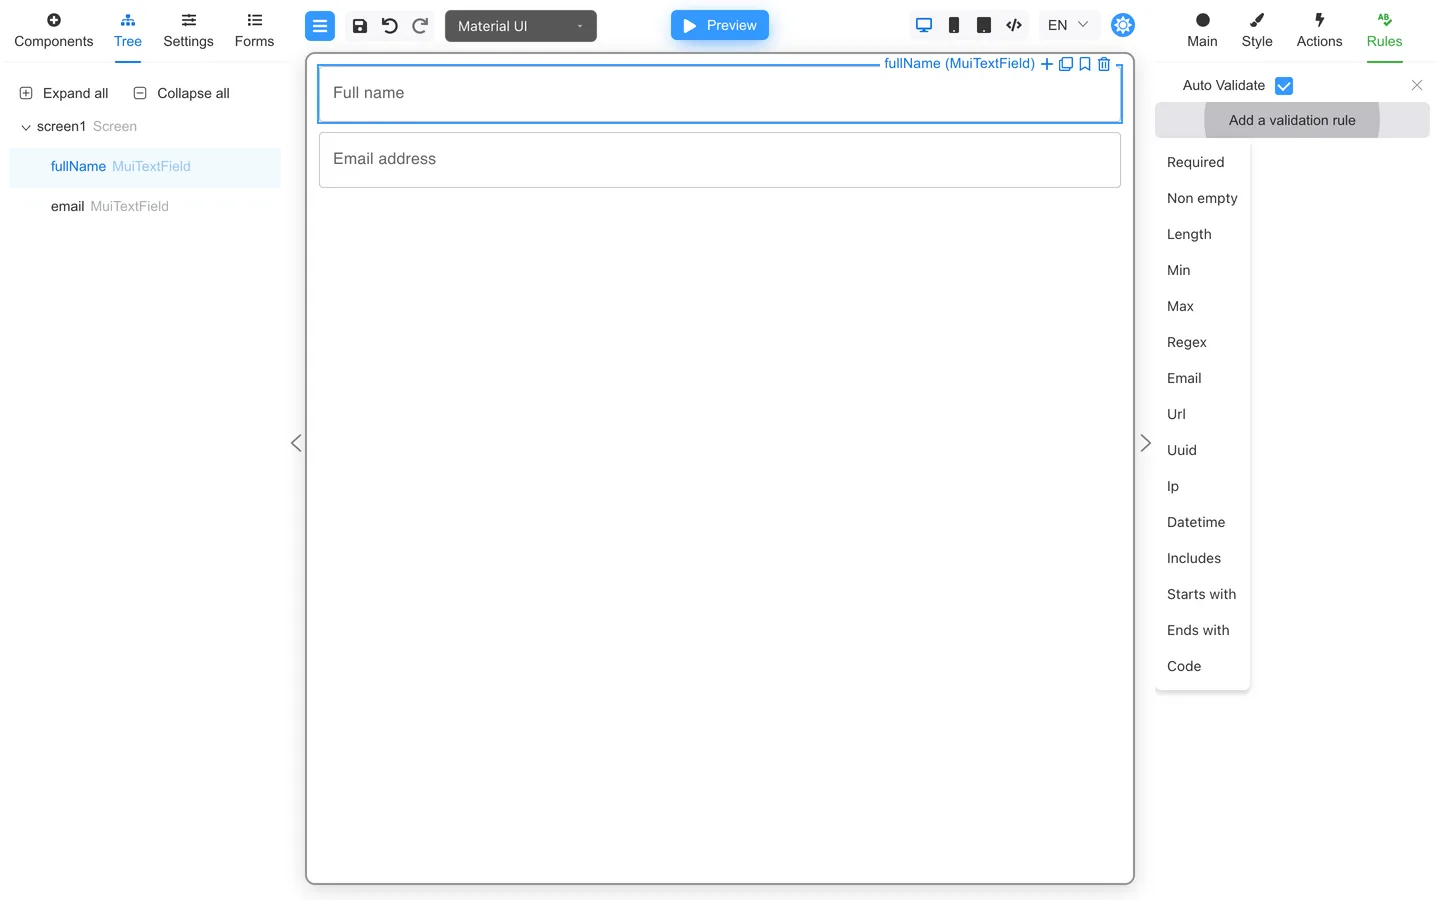 Components
Tree
Settings
Forms
Material UI
Preview
EN
Main
Style
Actions
Rules
Expand all
Collapse all
screen1 Screen
fullName MuiTextField
email MuiTextField
fullName (MuiTextField)
Full name
Email address
Auto Validate
Add a validation rule
Required
Non empty
Length
Min
Max
Regex
Email
Url
Uuid
Ip
Datetime
Includes
Starts with
Ends with
Code